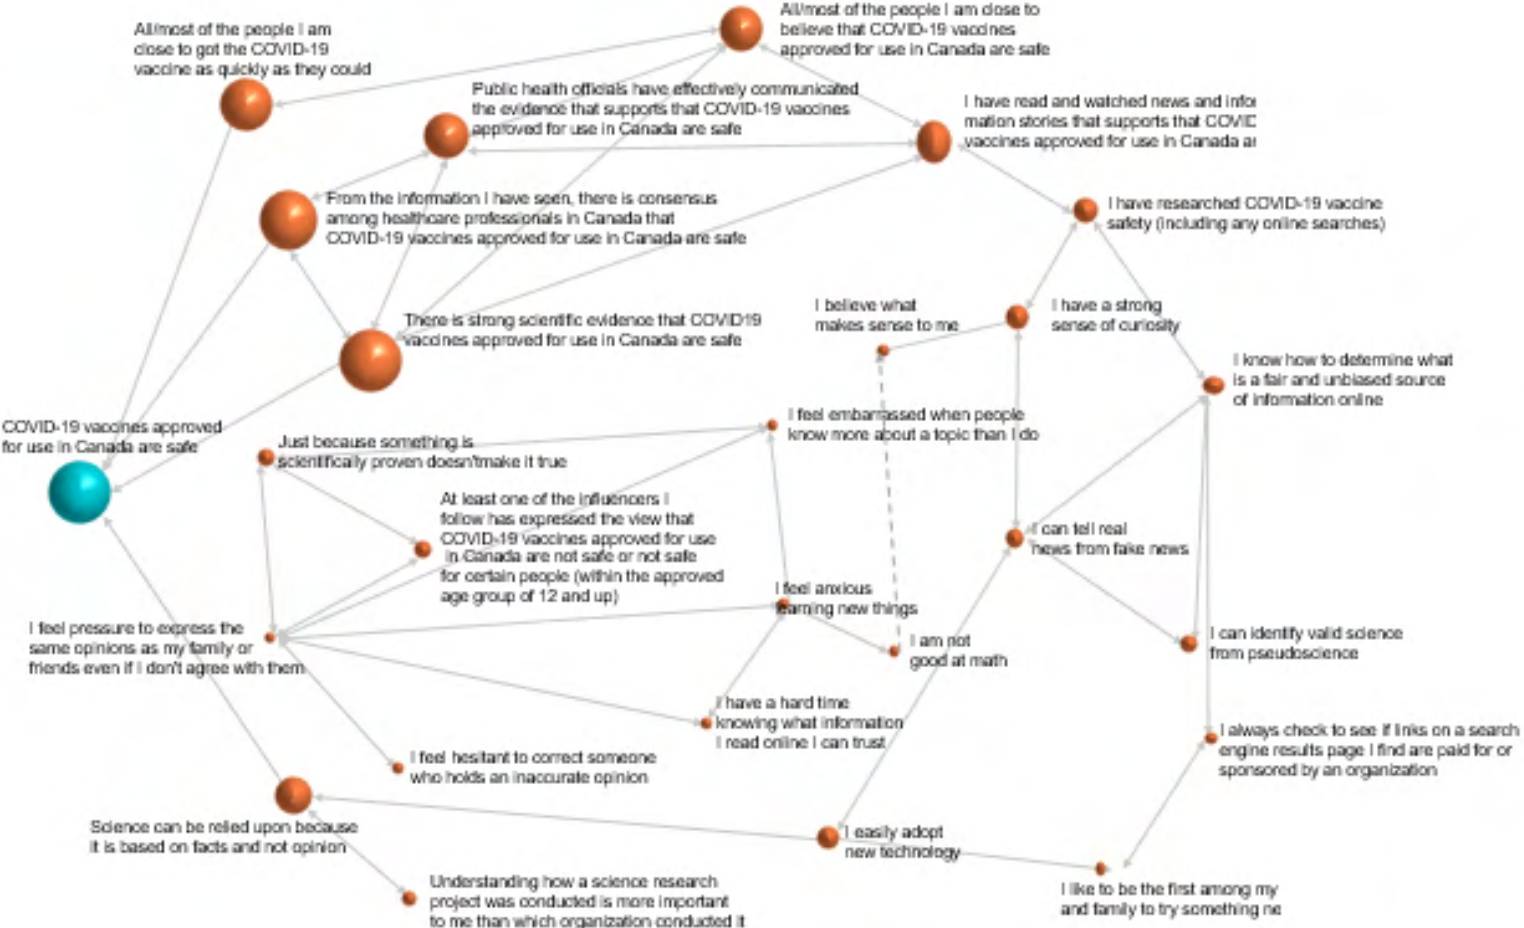 All/most of the people I am
close to got the COVID-19
vaccine as quickly as they could
All/most of the people I am close to
believe that COVID-19 vaccines
approved for use in Canada are safe
Public health officials have effectively communicated
the evidence that supports that COVID-19 vaccines
approved for use in Canada are safe
I have read and watched news and infor
mation stories that supports that COVID
vaccines approved for use in Canada ar
From the information I have seen, there is consensus
among healthcare professionals in Canada that
COVID-19 vaccines approved for use in Canada are safe
I have researched COVID-19 vaccine
safety (including any online searches)
There is strong scientific evidence that COVID19
vaccines approved for use in Canada are safe
I believe what
makes sense to me
I have a strong
sense of curiosity
I know how to determine what
is a fair and unbiased source
of information online
COVID-19 vaccines approved
for use in Canada are safe
Just because something is
scientifically proven doesn'tmake it true
I feel embarrassed when people
know more about a topic than I do
At least one of the influencers I
follow has expressed the view that
COVID-19 vaccines approved for use
in Canada are not safe or not safe
for certain people (within the approved
age group of 12 and up)
I can tell real
news from fake news
I feel anxious
learning new things
I feel pressure to express the
same opinions as my family or
friends even if I don't agree with them
I am not
good at math
I can identify valid science
from pseudoscience
I have a hard time
knowing what information
I read online I can trust
I always check to see if links on a search
engine results page I find are paid for or
sponsored by an organization
I feel hesitant to correct someone
who holds an inaccurate opinion
Science can be relied upon because
it is based on facts and not opinion
I easily adopt
new technology
Understanding how a science research
project was conducted is more important
to me than which organization conducted it
I like to be the first among my
and family to try something ne